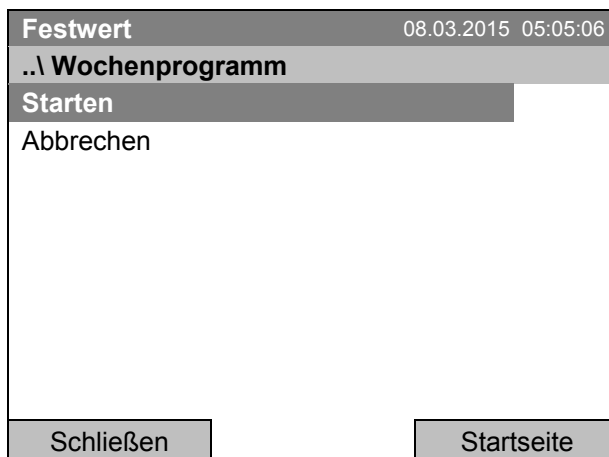 Festwert 08.03.2015 05:05:06
..\ Wochenprogramm
Starten
Abbrechen
Schließen Startseite